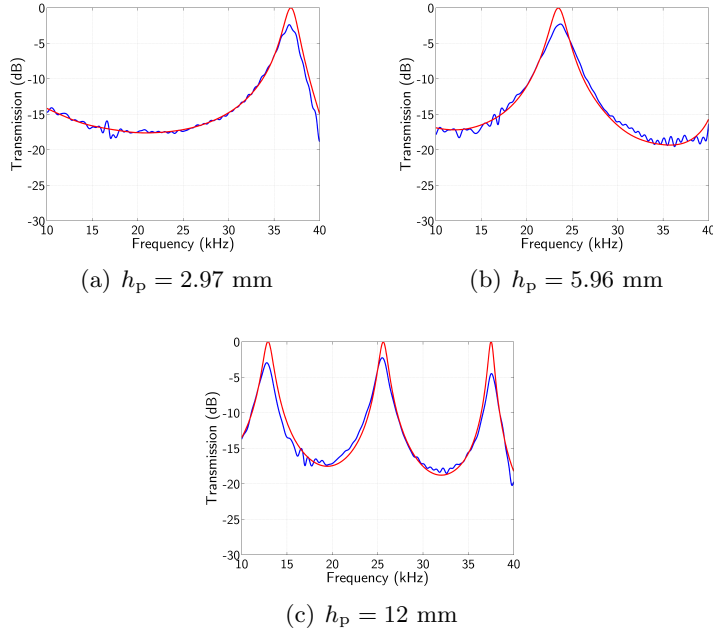 0
-5
-10
-15
-20
-25
-30
Transmission (dB)
10 15 20 25 30 35 40
Frequency (kHz)
(a) hₚ = 2.97 mm
0
-5
-10
-15
-20
-25
-30
Transmission (dB)
10 15 20 25 30 35 40
Frequency (kHz)
(b) hₚ = 5.96 mm
0
-5
-10
-15
-20
-25
-30
Transmission (dB)
10 15 20 25 30 35 40
Frequency (kHz)
(c) hₚ = 12 mm